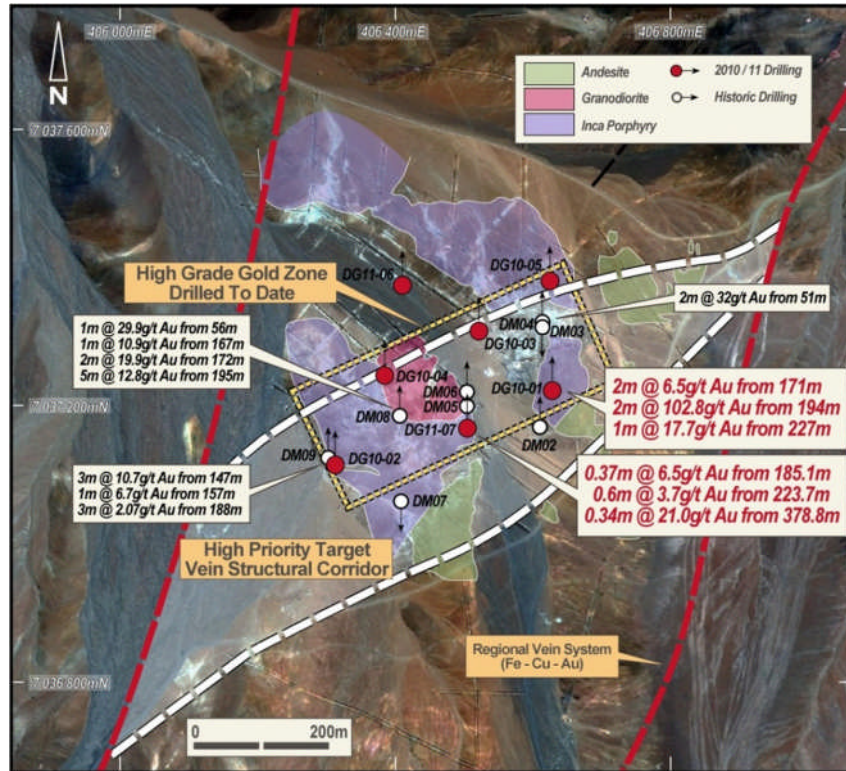 406 000mE
406 400mE
406 800mE
N
Andesite
Granodiorite
Inca Porphyry
2010 / 11 Drilling
Historic Drilling
7 037 600mN
High Grade Gold Zone
Drilled To Date
DG11-06
DG10-05
2m @ 32g/t Au from 51m
DM04
DM03
DG10-03
1m @ 29.9g/t Au from 56m
1m @ 10.9g/t Au from 167m
2m @ 19.9g/t Au from 172m
5m @ 12.8g/t Au from 195m
DG10-04
DM06
DM05
DG10-01
2m @ 6.5g/t Au from 171m
2m @ 102.8g/t Au from 194m
1m @ 17.7g/t Au from 227m
7 037 200mN
DM08
DG11-07
DM02
DM09
DG10-02
3m @ 10.7g/t Au from 147m
1m @ 6.7g/t Au from 157m
3m @ 2.07g/t Au from 188m
0.37m @ 6.5g/t Au from 185.1m
0.6m @ 3.7g/t Au from 223.7m
0.34m @ 21.0g/t Au from 378.8m
DM07
High Priority Target
Vein Structural Corridor
Regional Vein System
(Fe - Cu - Au)
7 036 800mN
0
200m